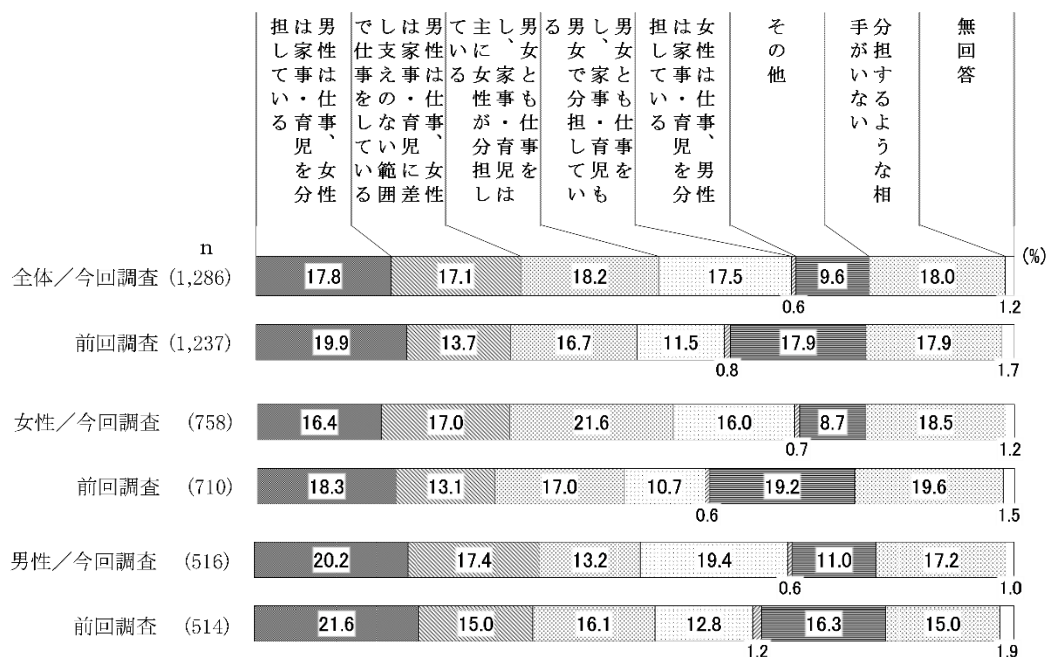 男性は仕事、女性
は家事・育児を分
担している
男性は仕事、女性
は家事・育児に差
し支えのない範囲
で仕事をしている
男女とも仕事を
し、家事・育児は
主に女性が分担し
ている
男女とも仕事を
し、家事・育児も
男女で分担してい
る
女性は仕事、男性
は家事・育児を分
担している
その他
分担するような相
手がいない
無回答
n
(%)
全体／今回調査 (1,286) 17.8 17.1 18.2 17.5 0.6 9.6 18.0 1.2
前回調査 (1,237) 19.9 13.7 16.7 11.5 0.8 17.9 17.9 1.7
女性／今回調査 (758) 16.4 17.0 21.6 16.0 0.7 8.7 18.5 1.2
前回調査 (710) 18.3 13.1 17.0 10.7 0.6 19.2 19.6 1.5
男性／今回調査 (516) 20.2 17.4 13.2 19.4 0.6 11.0 17.2 1.0
前回調査 (514) 21.6 15.0 16.1 12.8 1.2 16.3 15.0 1.9